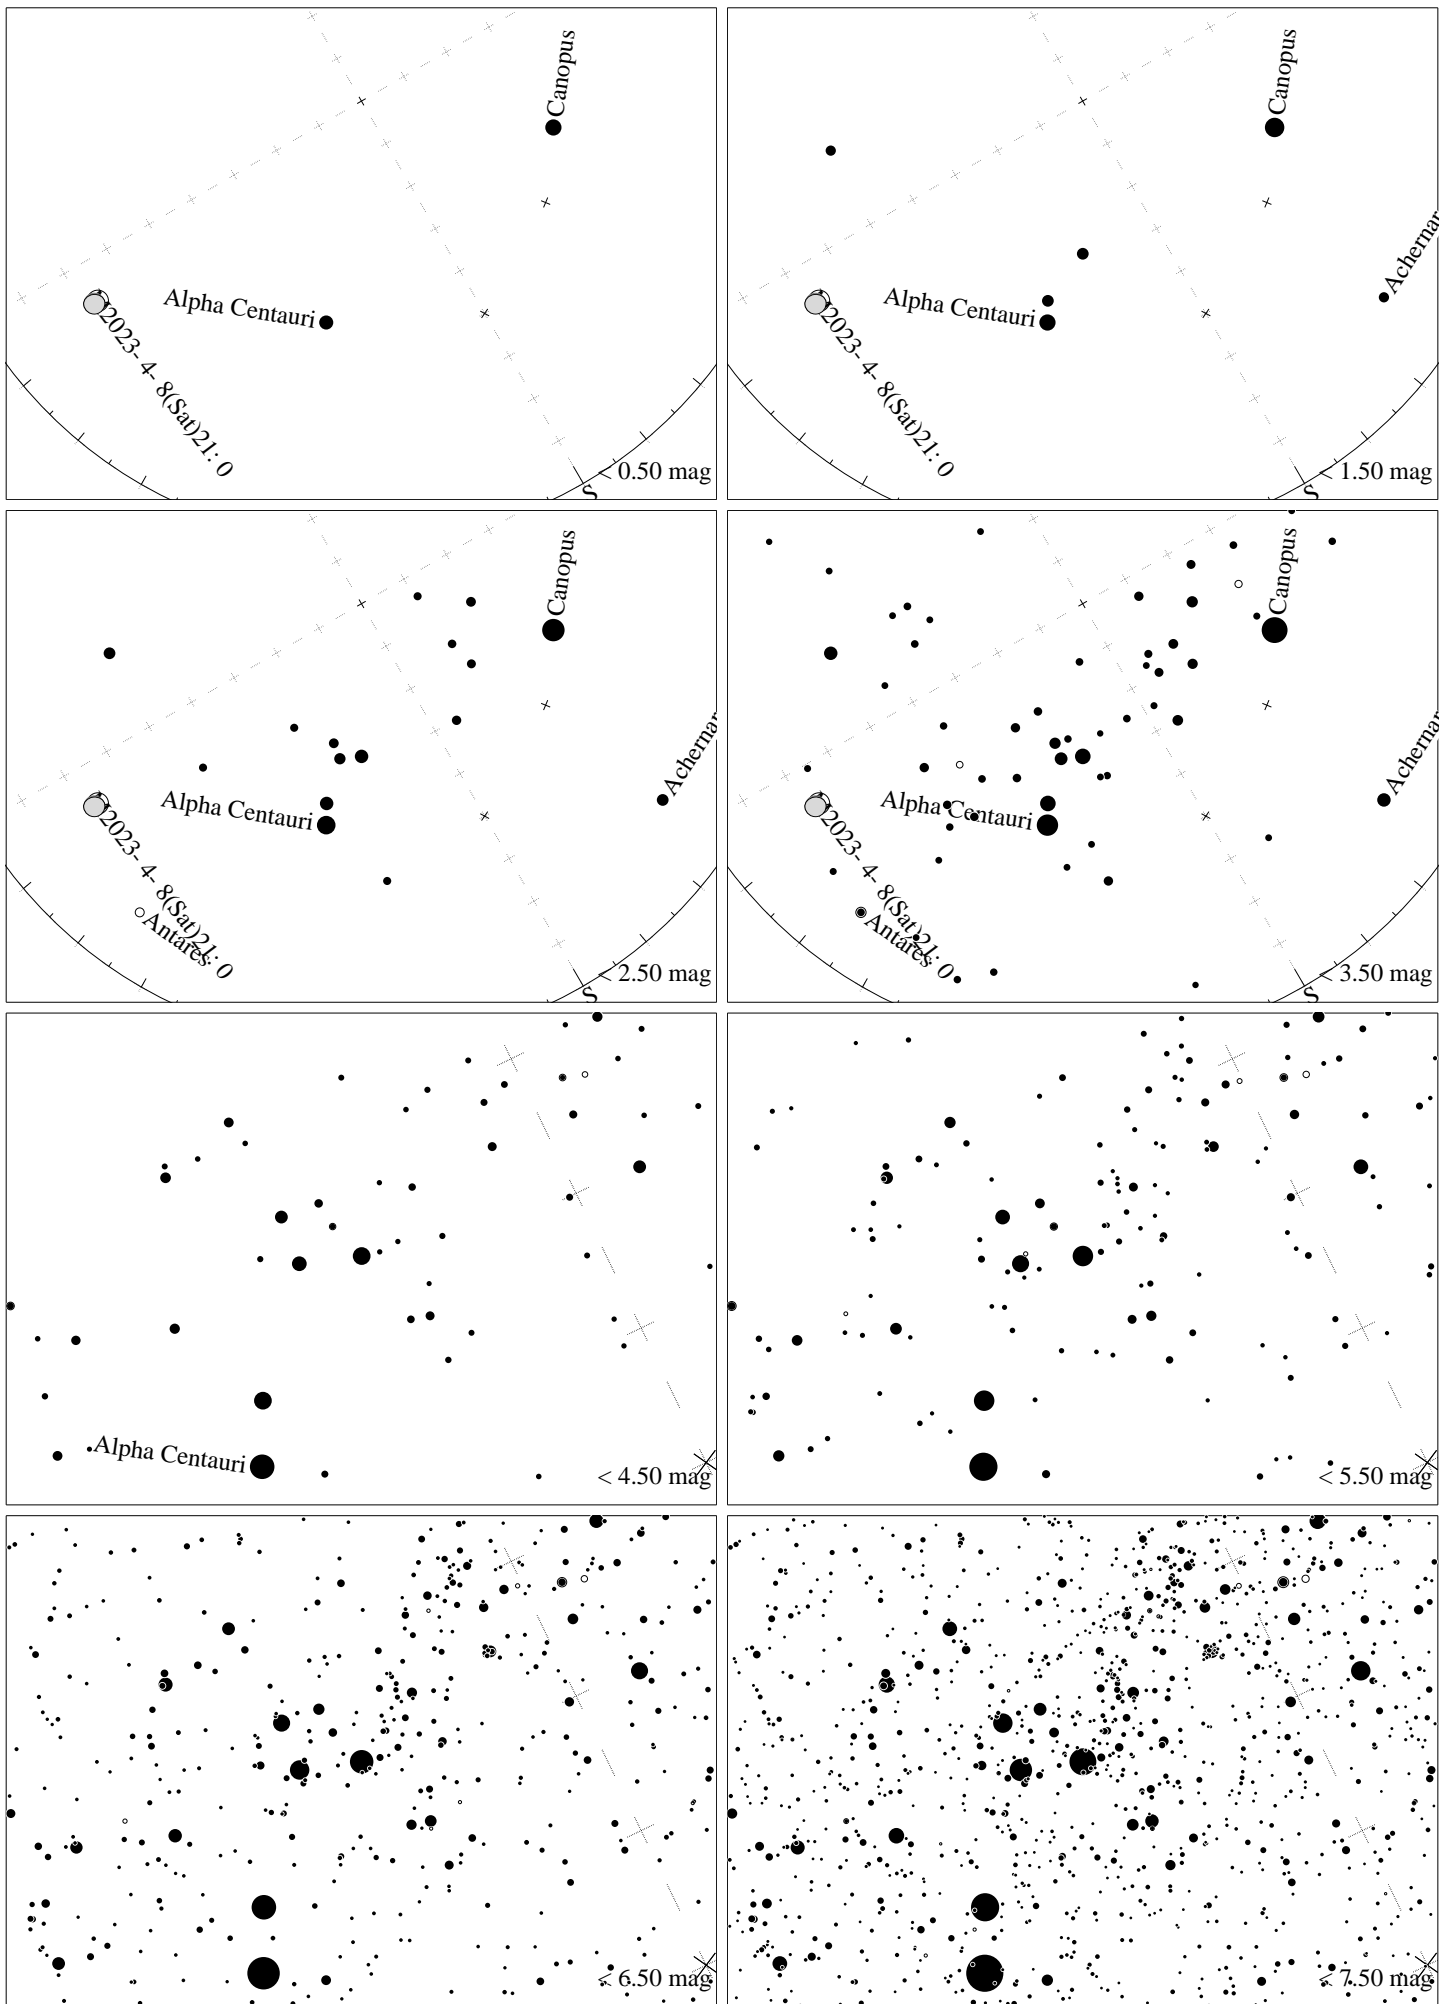 Canopus
Alpha Centauri
2023- 4- 8(Sat)21: 0
S
< 0.50 mag
Canopus
Achernar
Alpha Centauri
2023- 4- 8(Sat)21: 0
S
< 1.50 mag
Canopus
Achernar
Alpha Centauri
2023- 4- 8(Sat)21: 0
Antares
S
< 2.50 mag
Canopus
Achernar
Alpha Centauri
2023- 4- 8(Sat)21: 0
Antares
S
< 3.50 mag
Alpha Centauri
< 4.50 mag
< 5.50 mag
< 6.50 mag
< 7.50 mag